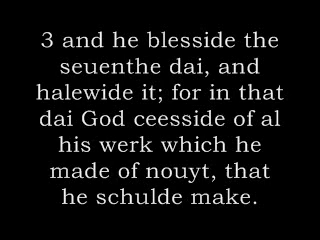 3 and he blesside the
seuenthe dai, and
halewide it; for in that
dai God ceesside of al
his werk which he
made of nouyt, that
he schulde make.